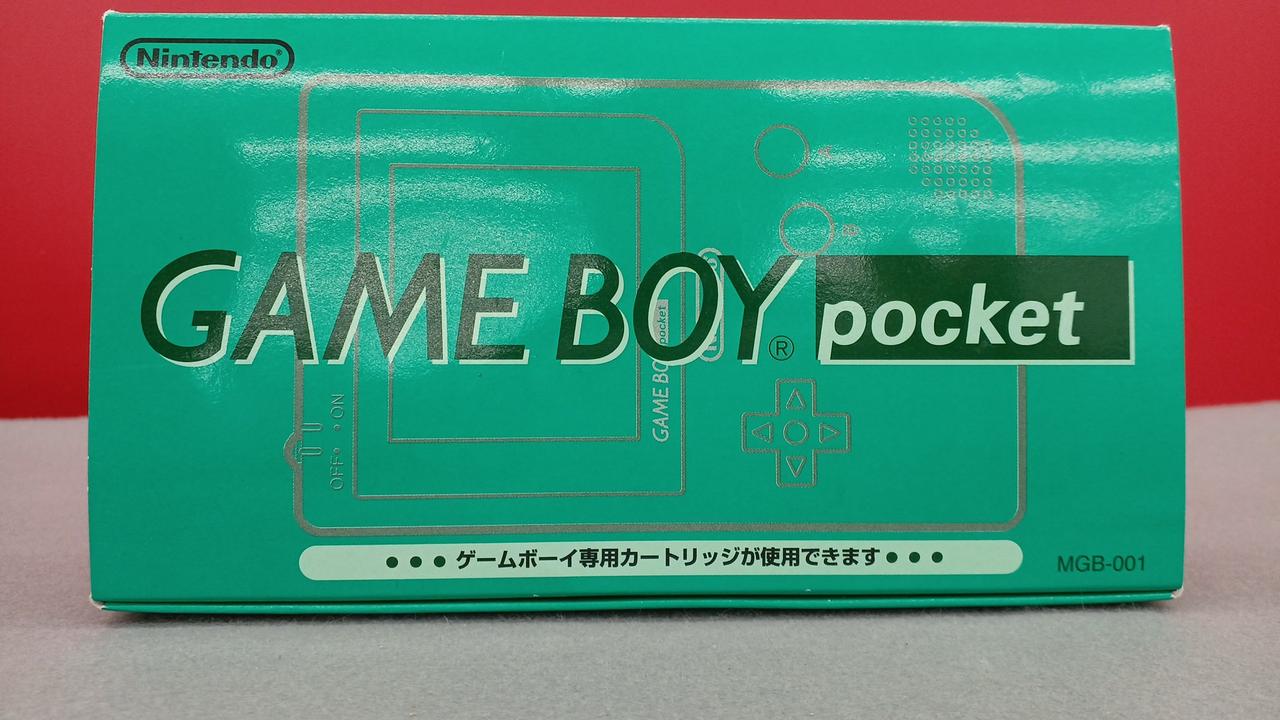 Nintendo®
GAME BOY® pocket
OFF• •ON
GAME BOY pocket
•••ゲームボーイ専用カートリッジが使用できます•••
MGB-001